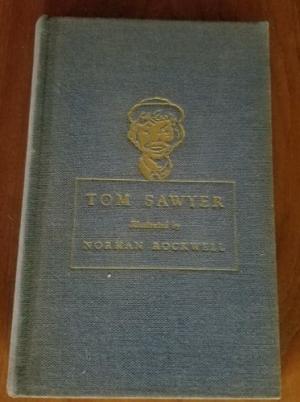 TOM SAWYER
Illustrated by
NORMAN ROCKWELL